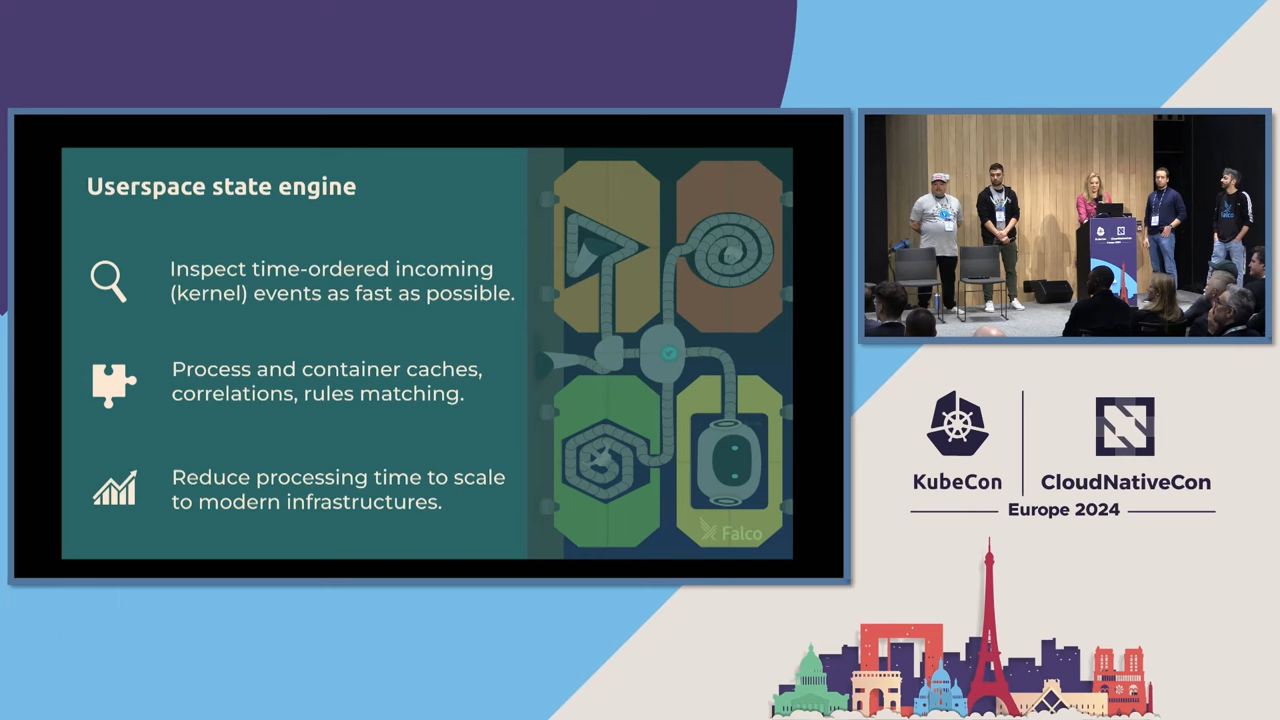 Userspace state engine
Inspect time-ordered incoming
(kernel) events as fast as possible.
Process and container caches,
correlations, rules matching.
Reduce processing time to scale
to modern infrastructures.
Falco
Falco
KubeCon
CloudNativeCon
Europe 2024